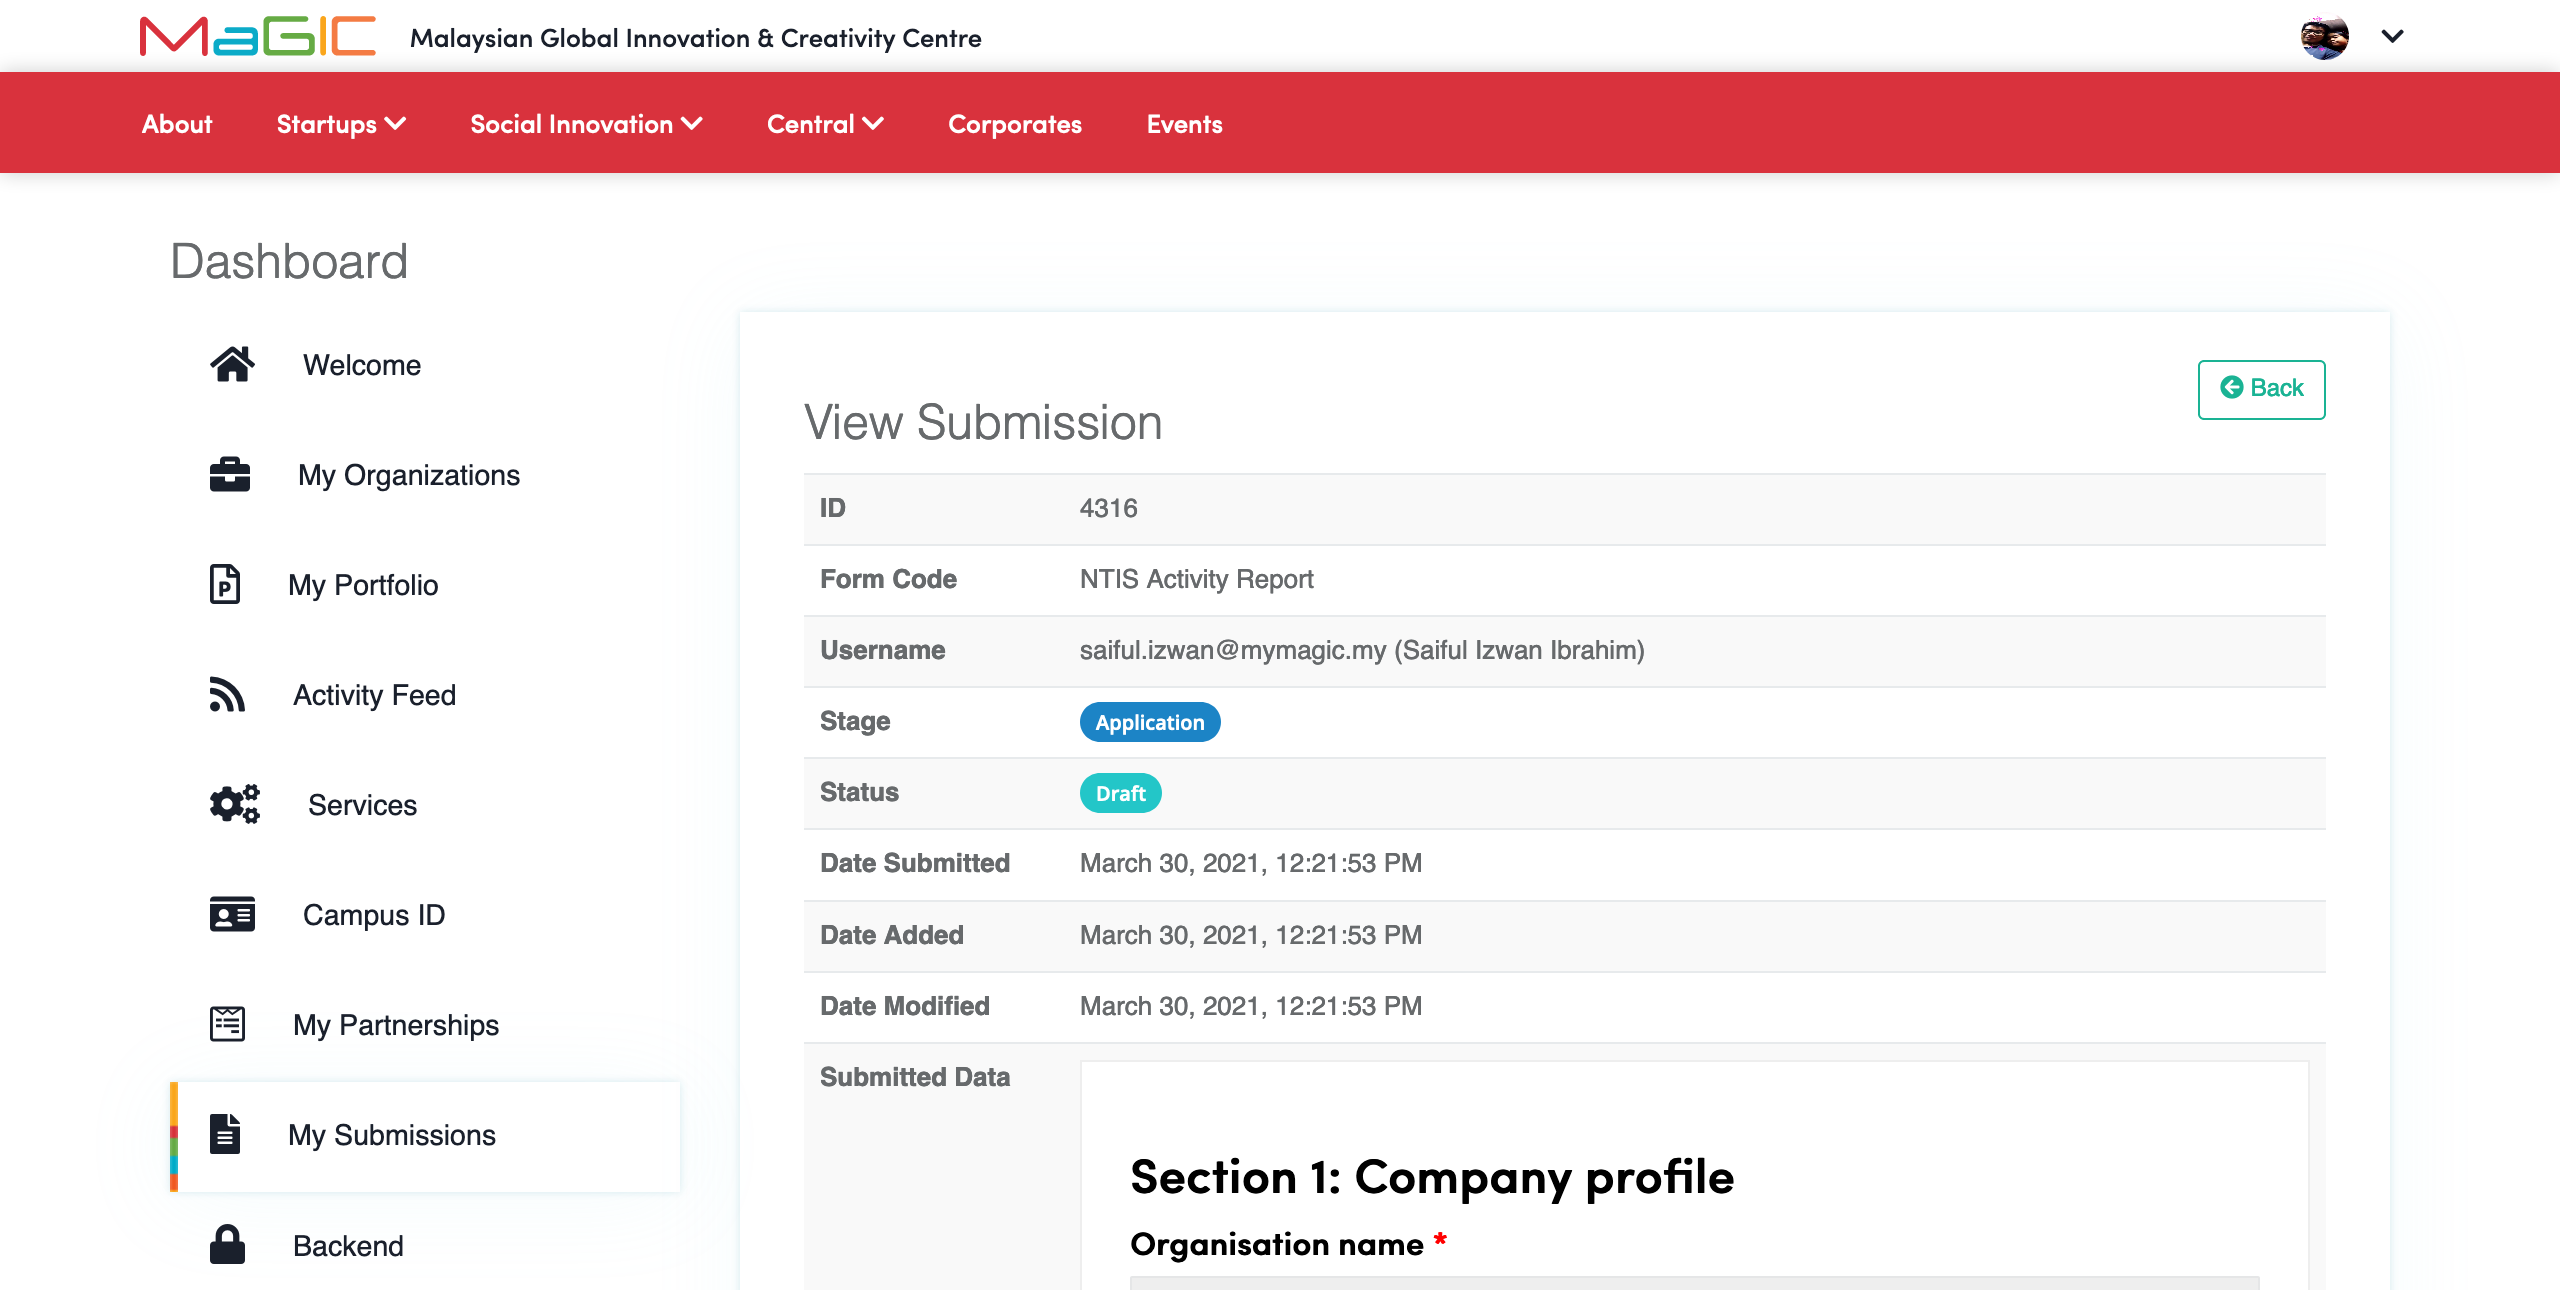 MaGIC Malaysian Global Innovation & Creativity Centre
About Startups Social Innovation Central Corporates Events
Dashboard
Welcome
My Organizations
My Portfolio
Activity Feed
Services
Campus ID
My Partnerships
My Submissions
Backend
Back
View Submission
ID 4316
Form Code NTIS Activity Report
Username saiful.izwan@mymagic.my (Saiful Izwan Ibrahim)
Stage Application
Status Draft
Date Submitted March 30, 2021, 12:21:53 PM
Date Added March 30, 2021, 12:21:53 PM
Date Modified March 30, 2021, 12:21:53 PM
Submitted Data
Section 1: Company profile
Organisation name *